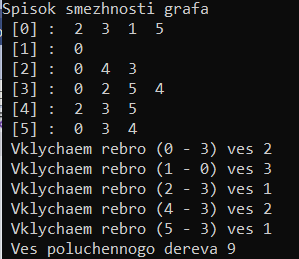 Spisok smezhnosti grafa
[0] : 2 3 1 5
[1] : 0
[2] : 0 4 3
[3] : 0 2 5 4
[4] : 2 3 5
[5] : 0 3 4
Vklychaem rebro (0 - 3) ves 2
Vklychaem rebro (1 - 0) ves 3
Vklychaem rebro (2 - 3) ves 1
Vklychaem rebro (4 - 3) ves 2
Vklychaem rebro (5 - 3) ves 1
Ves poluchennogo dereva 9